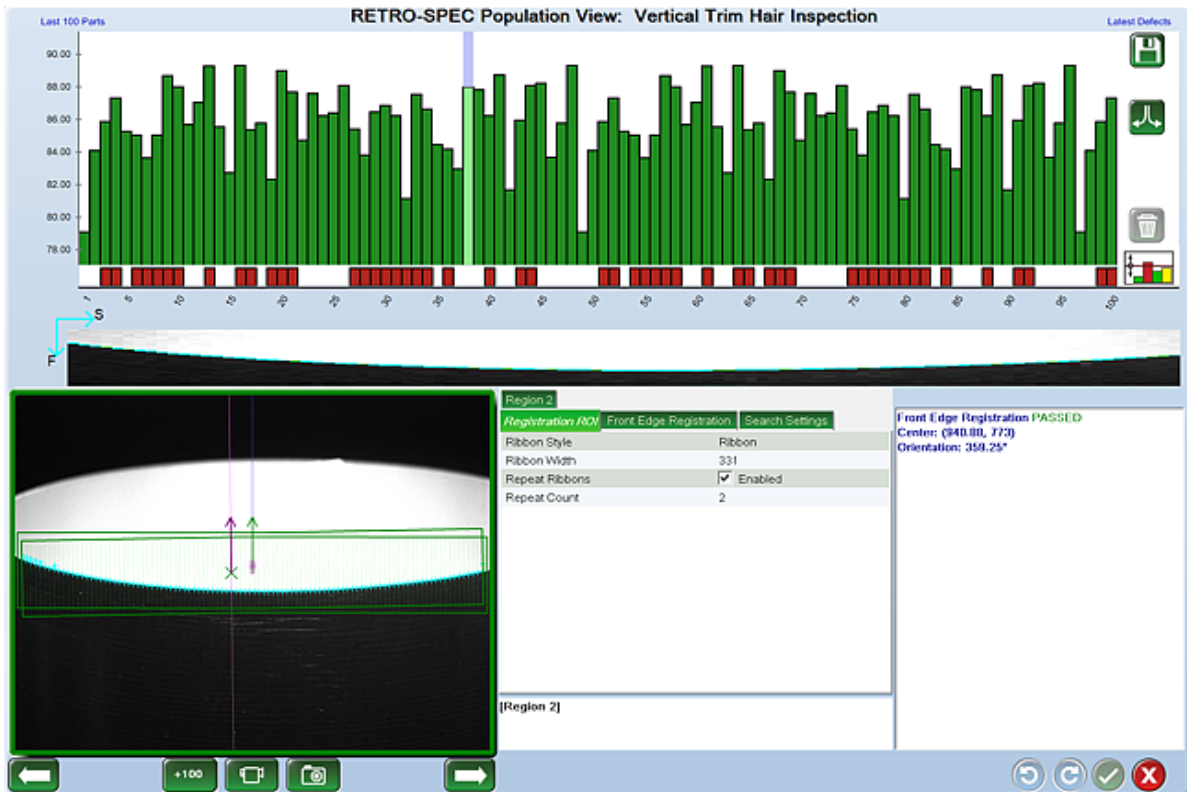 RETRO-SPEC Population View: Vertical Trim Hair Inspection
Last 100 Parts
Latest Defects
90.00
88.00
86.00
84.00
82.00
80.00
78.00
1 5 10 15 20 25 30 35 40 45 50 55 60 65 70 75 80 85 90 95 100
S
F
Region 2
Registration ROI Front Edge Registration Search Settings
Ribbon Style Ribbon
Ribbon Width 331
Repeat Ribbons Enabled
Repeat Count 2
[Region 2]
Front Edge Registration PASSED
Center: (940.80, 773)
Orientation: 359.25°
+100